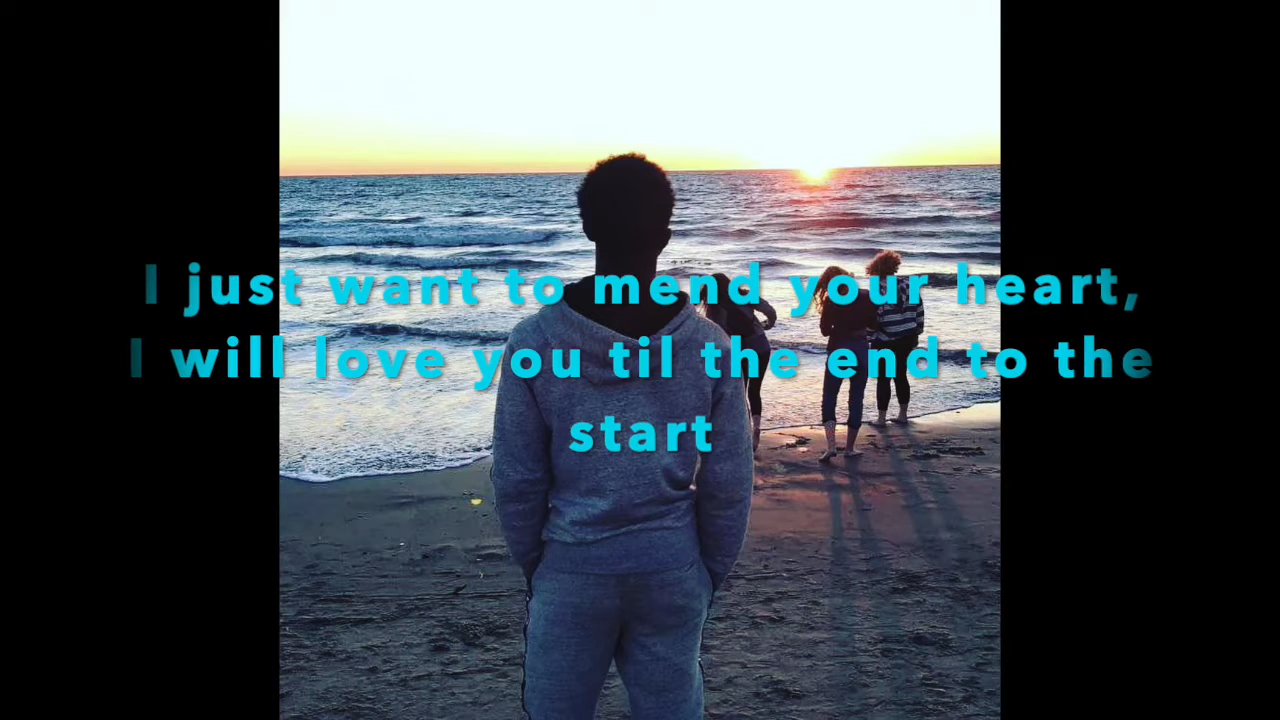 I just want to mend your heart,
I will love you til the end to the
start